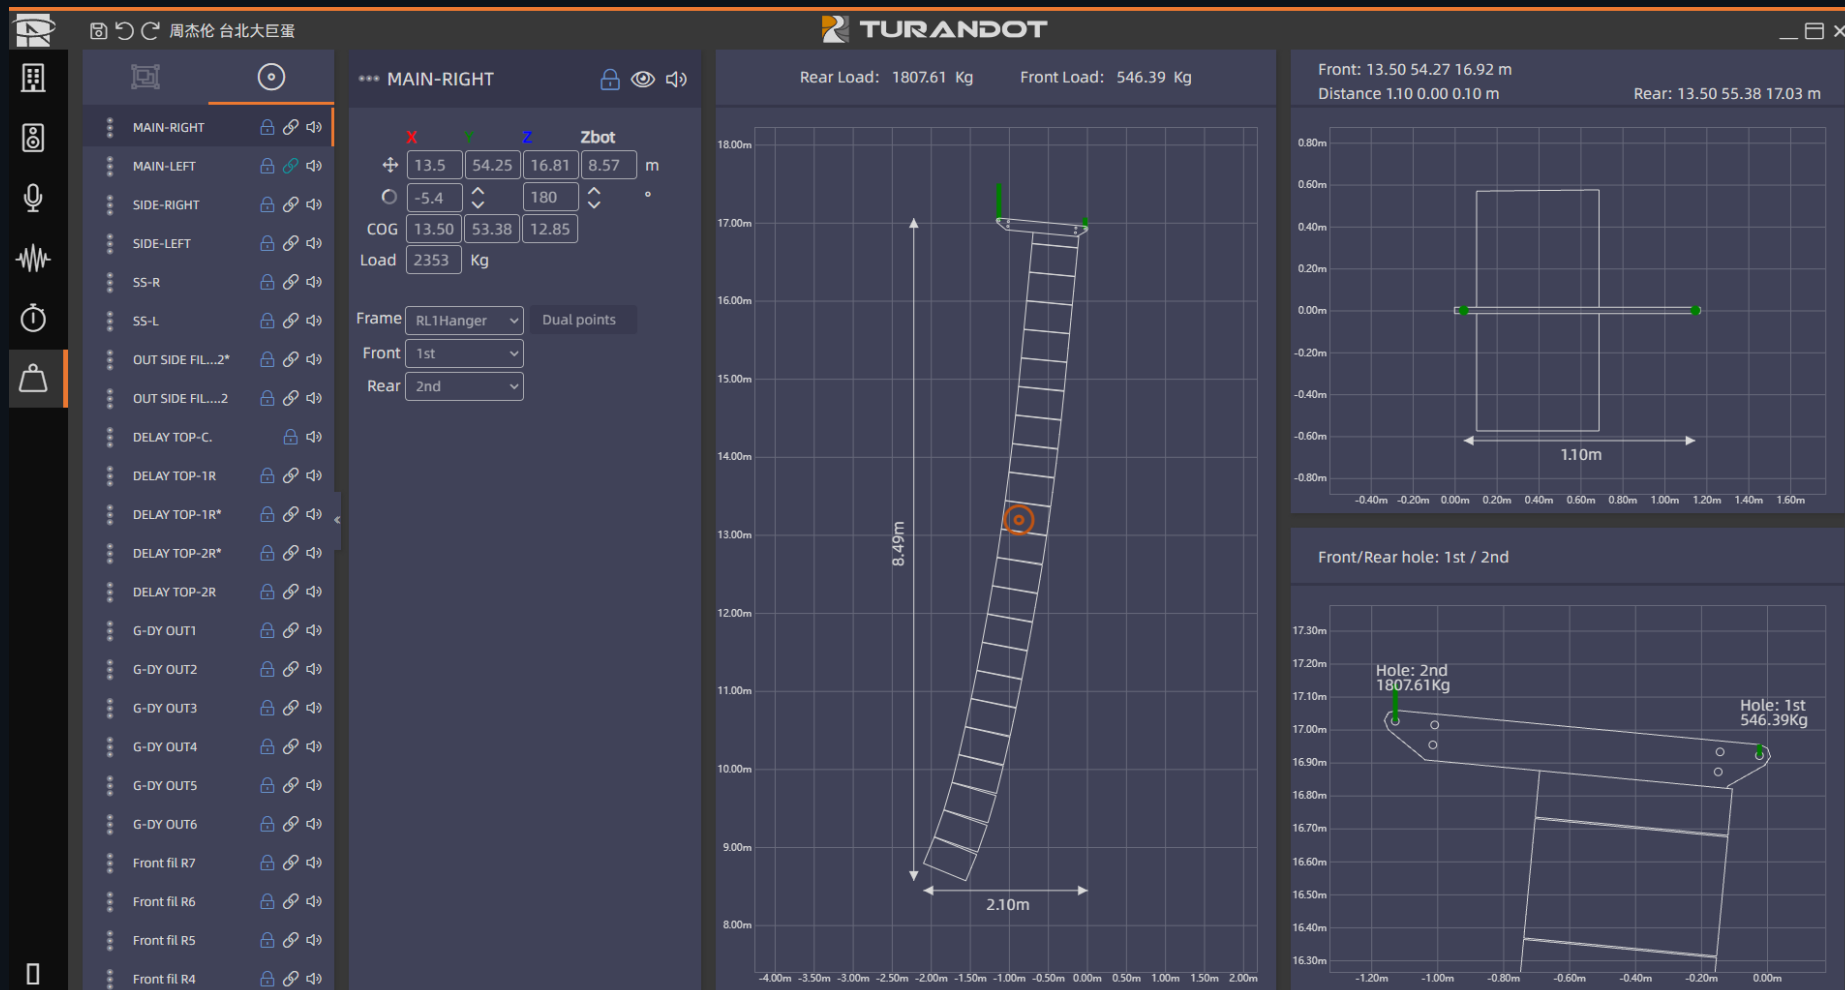 周杰伦 台北大巨蛋
TURANDOT
MAIN-RIGHT
MAIN-LEFT
SIDE-RIGHT
SIDE-LEFT
SS-R
SS-L
OUT SIDE FIL...2*
OUT SIDE FIL....2
DELAY TOP-C.
DELAY TOP-1R
DELAY TOP-1R*
DELAY TOP-2R*
DELAY TOP-2R
G-DY OUT1
G-DY OUT2
G-DY OUT3
G-DY OUT4
G-DY OUT5
G-DY OUT6
Front fil R7
Front fil R6
Front fil R5
Front fil R4
MAIN-RIGHT
X Y Z Zbot
13.5 54.25 16.81 8.57 m
-5.4 180 °
COG 13.50 53.38 12.85
Load 2353 Kg
Frame RL1Hanger Dual points
Front 1st
Rear 2nd
Rear Load: 1807.61 Kg Front Load: 546.39 Kg
18.00m
17.00m
16.00m
15.00m
14.00m
13.00m
12.00m
11.00m
10.00m
9.00m
8.00m
8.49m
2.10m
-4.00m -3.50m -3.00m -2.50m -2.00m -1.50m -1.00m -0.50m 0.00m 0.50m 1.00m 1.50m 2.00m
Front: 13.50 54.27 16.92 m
Distance 1.10 0.00 0.10 m Rear: 13.50 55.38 17.03 m
0.80m
0.60m
0.40m
0.20m
0.00m
-0.20m
-0.40m
-0.60m
-0.80m
1.10m
-0.40m -0.20m 0.00m 0.20m 0.40m 0.60m 0.80m 1.00m 1.20m 1.40m 1.60m
Front/Rear hole: 1st / 2nd
17.30m
17.20m
17.10m
17.00m
16.90m
16.80m
16.70m
16.60m
16.50m
16.40m
16.30m
Hole: 2nd
1807.61Kg
Hole: 1st
546.39Kg
-1.20m -1.00m -0.80m -0.60m -0.40m -0.20m 0.00m